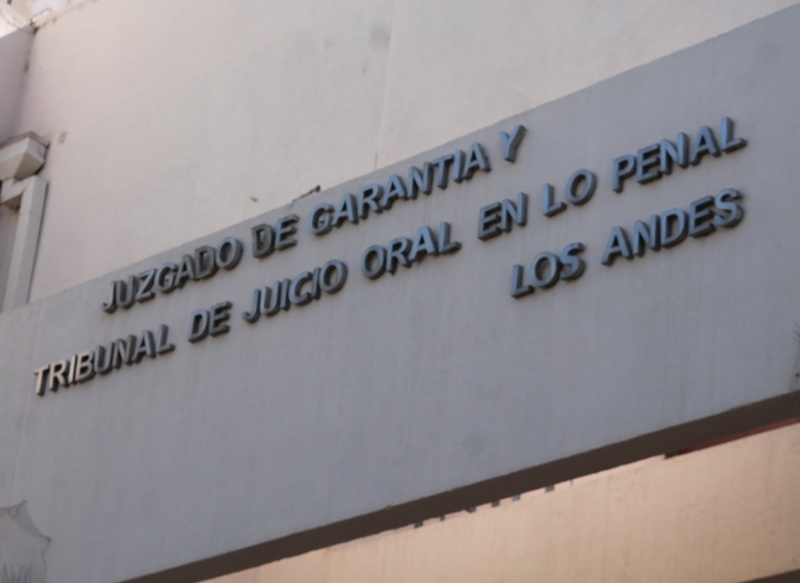 JUZGADO DE GARANTIA Y
TRIBUNAL DE JUICIO ORAL EN LO PENAL
LOS ANDES